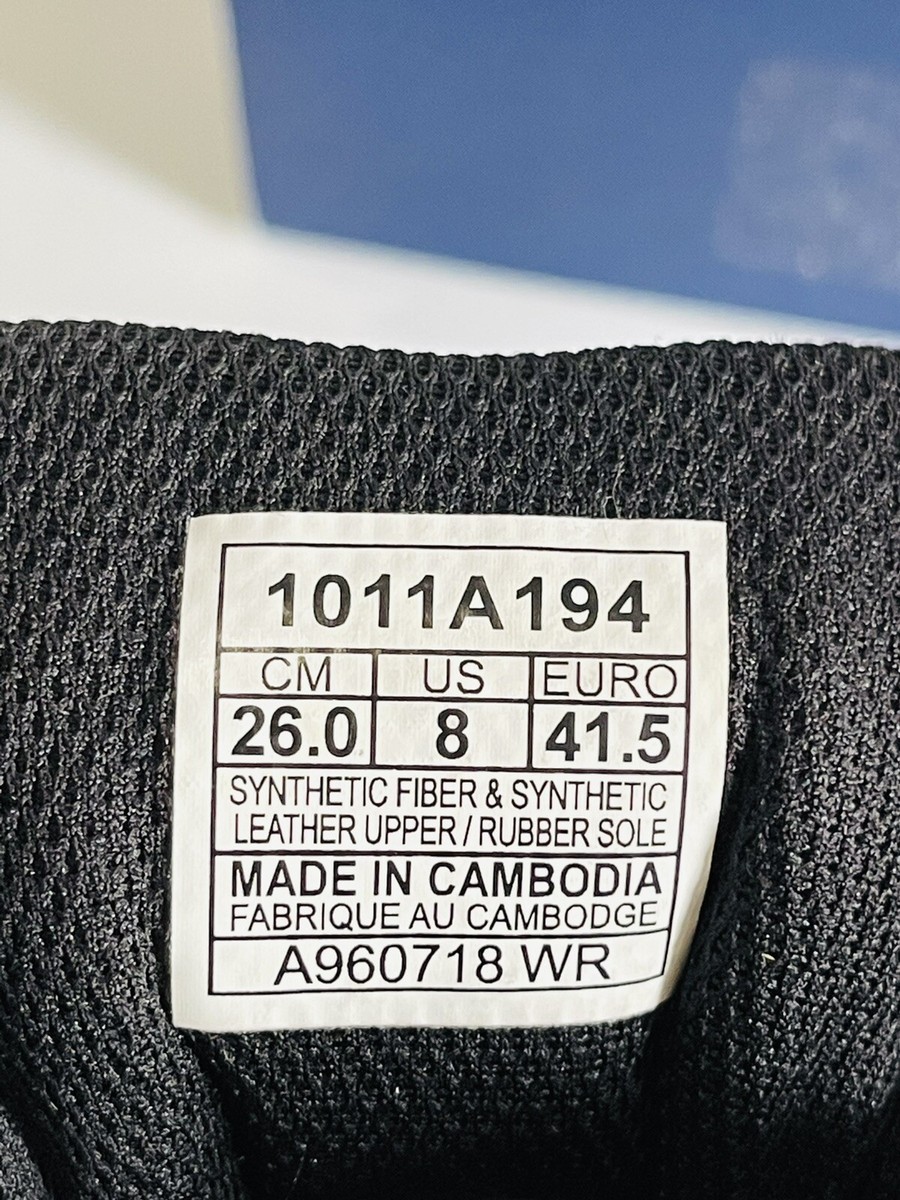 1011A194
CM US EURO
26.0 8 41.5
SYNTHETIC FIBER & SYNTHETIC
LEATHER UPPER / RUBBER SOLE
MADE IN CAMBODIA
FABRIQUE AU CAMBODGE
A960718 WR